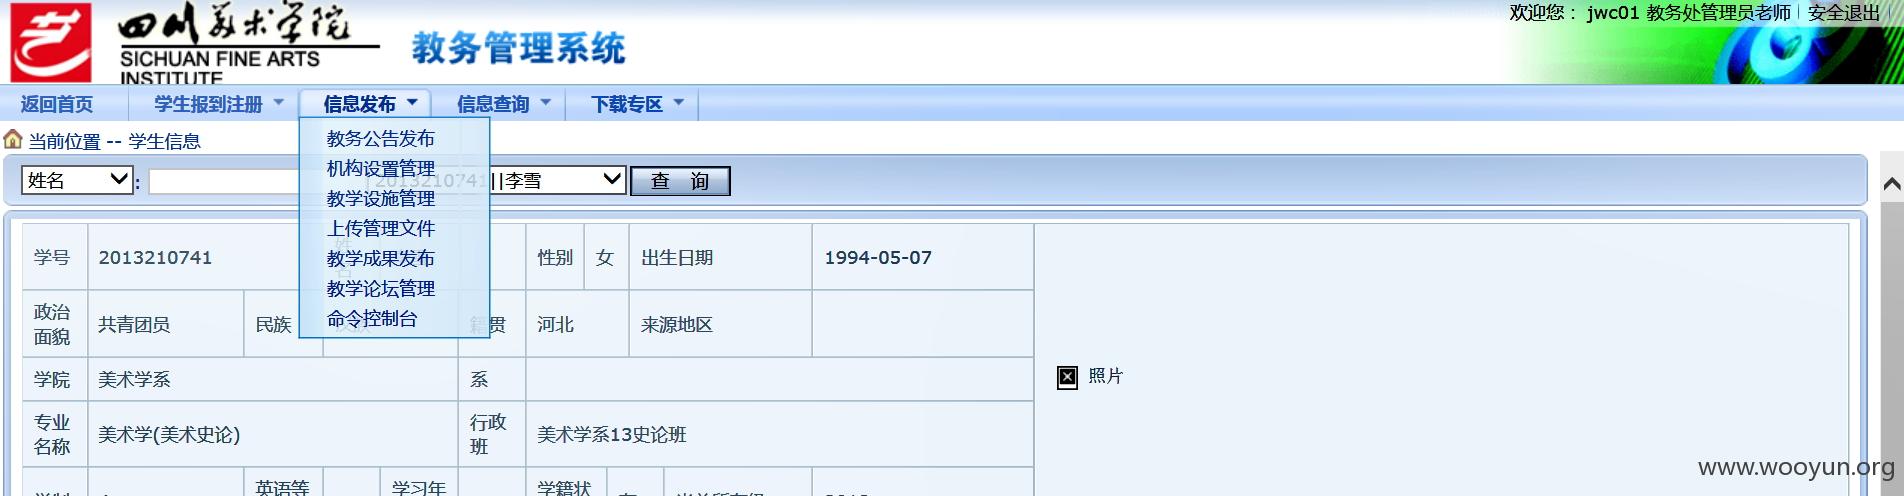 四川美术学院
SICHUAN FINE ARTS
INSTITUTE
教务管理系统
欢迎您： jwc01 教务处管理员老师 安全退出
返回首页 学生报到注册 信息发布 信息查询 下载专区
当前位置 -- 学生信息
教务公告发布
机构设置管理
教学设施管理
上传管理文件
教学成果发布
教学论坛管理
命令控制台
姓名 : 2013210741||李雪 查 询
学号 2013210741 姓名 性别 女 出生日期 1994-05-07
政治面貌 共青团员 民族 汉族 籍贯 河北 来源地区
照片
学院 美术学系 系
专业名称 美术学(美术史论) 行政班 美术学系13史论班
英语等 学习年 学籍状
www.wooyun.org